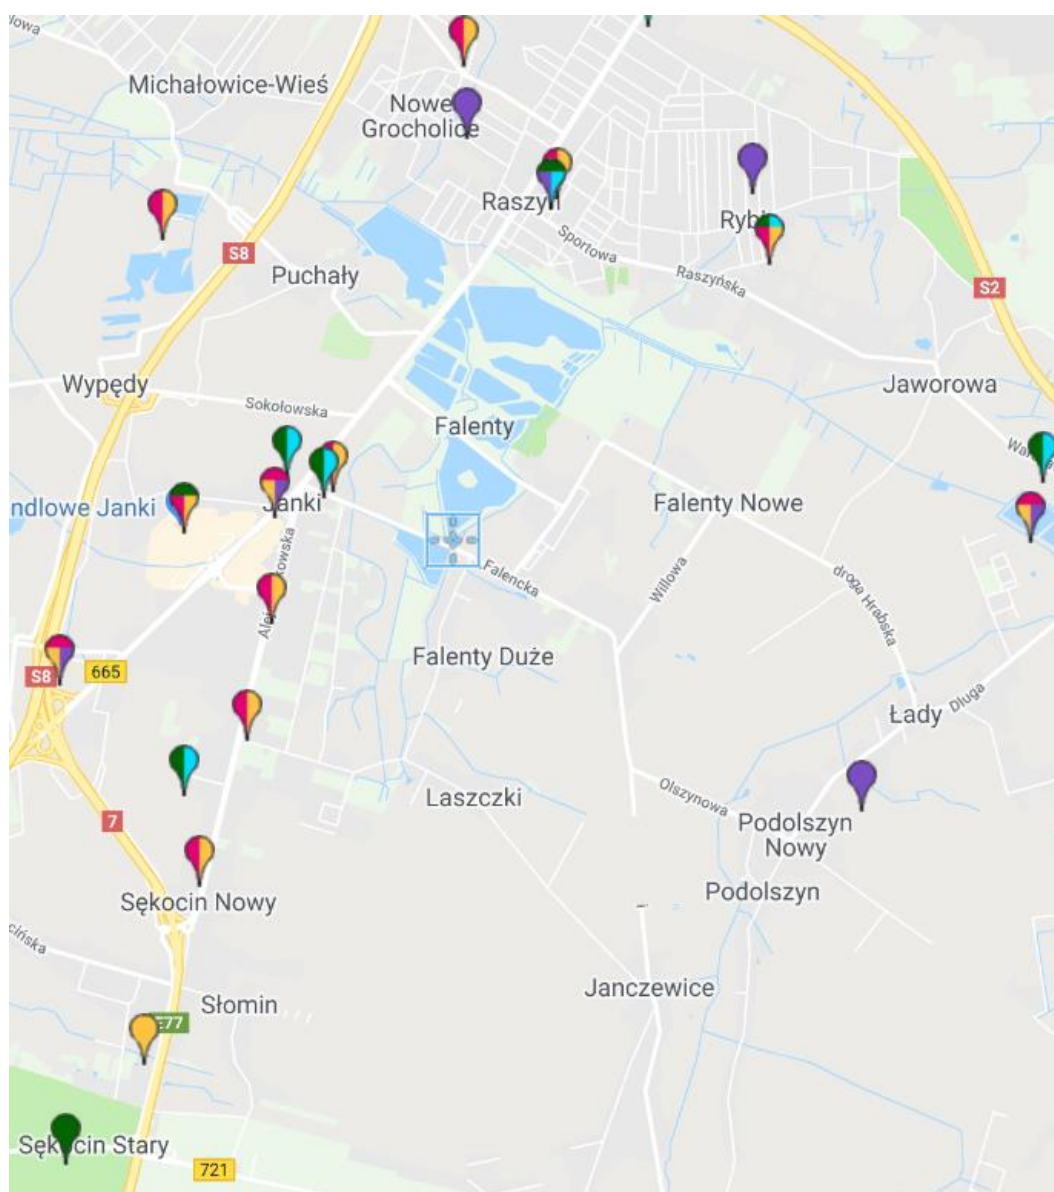 Michałowice-Wieś
Nowe
Grocholice
Raszyn
Sportowa
Raszyńska
S8
S2
Puchały
Wypędy
Sokołowska
Falenty
Jaworowa
ndlowe Janki
Janki
Falenty Nowe
Falencka
Willowa
droga Hrabska
Falenty Duże
S8
665
Łady
Długa
Laszczki
Olszynowa
7
Podolszyn
Nowy
Podolszyn
Sękocin Nowy
Janczewice
Słomin
E77
Sękocin Stary
721